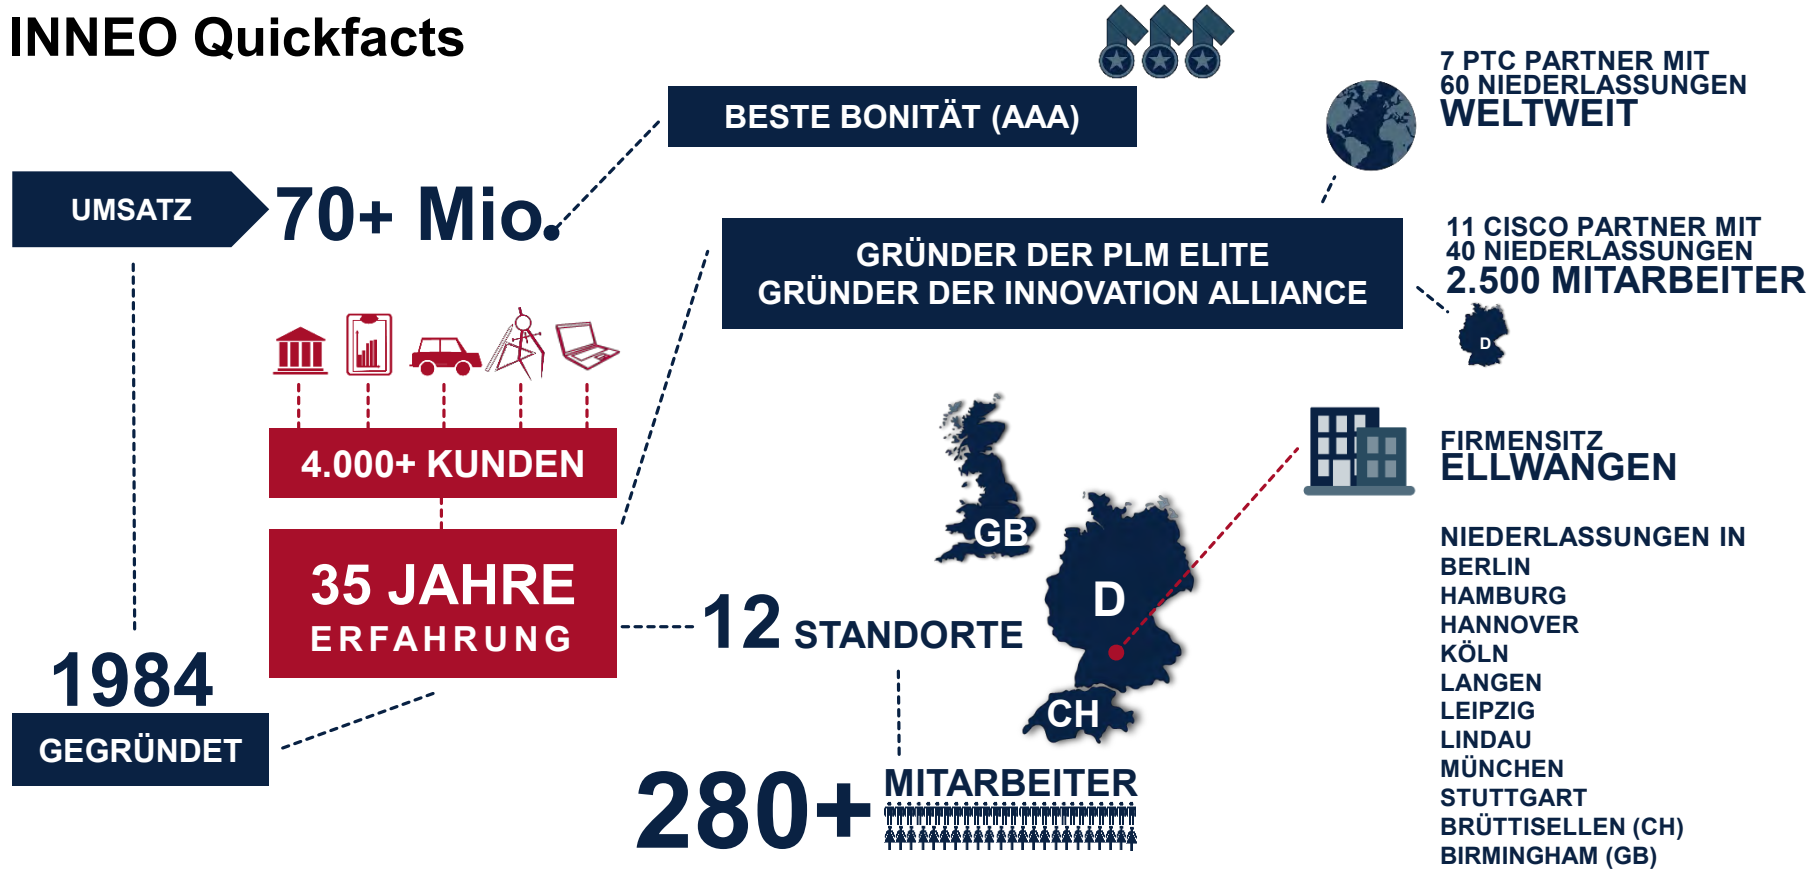 INNEO Quickfacts
BESTE BONITÄT (AAA)
7 PTC PARTNER MIT
60 NIEDERLASSUNGEN
WELTWEIT
UMSATZ
70+ Mio.
GRÜNDER DER PLM ELITE
GRÜNDER DER INNOVATION ALLIANCE
11 CISCO PARTNER MIT
40 NIEDERLASSUNGEN
2.500 MITARBEITER
D
4.000+ KUNDEN
35 JAHRE
ERFAHRUNG
1984
GEGRÜNDET
12 STANDORTE
GB
D
CH
280+ MITARBEITER
FIRMENSITZ
ELLWANGEN
NIEDERLASSUNGEN IN
BERLIN
HAMBURG
HANNOVER
KÖLN
LANGEN
LEIPZIG
LINDAU
MÜNCHEN
STUTTGART
BRÜTTISELLEN (CH)
BIRMINGHAM (GB)